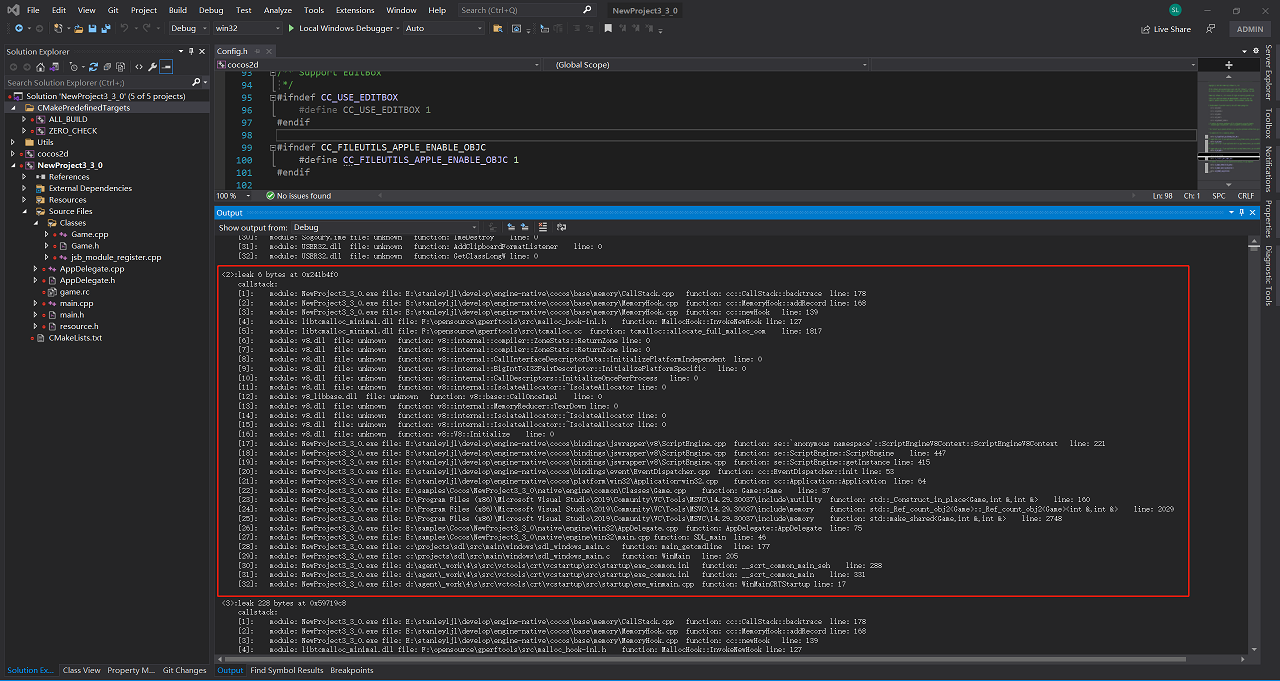 File Edit View Git Project Build Debug Test Analyze Tools Extensions Window Help Search (Ctrl+Q) NewProject3_3_0 SL
Debug win32 Local Windows Debugger Auto Live Share ADMIN
Solution Explorer
Search Solution Explorer (Ctrl+;)
Solution 'NewProject3_3_0' (5 of 5 projects)
CMakePredefinedTargets
ALL_BUILD
ZERO_CHECK
Utils
cocos2d
NewProject3_3_0
References
External Dependencies
Resources
Source Files
Classes
Game.cpp
Game.h
jsb_module_register.cpp
AppDelegate.cpp
AppDelegate.h
game.rc
main.cpp
main.h
resource.h
CMakeLists.txt
Solution Ex... Class View Property M... Git Changes
Config.h
cocos2d (Global Scope)
93 /** Support EditBox
94 */
95 #ifndef CC_USE_EDITBOX
96 #define CC_USE_EDITBOX 1
97 #endif
98
99 #ifndef CC_FILEUTILS_APPLE_ENABLE_OBJC
100 #define CC_FILEUTILS_APPLE_ENABLE_OBJC 1
101 #endif
102
100 % No issues found Ln: 98 Ch: 1 SPC CRLF
Output
Show output from: Debug
[30]: module: Sogoupy.ime file: unknown function: ImeDestroy line: 0
[31]: module: USER32.dll file: unknown function: AddClipboardFormatListener line: 0
[32]: module: USER32.dll file: unknown function: GetClassLongW line: 0
<2>:leak 6 bytes at 0x241b4f0
callstack:
[1]: module: NewProject3_3_0.exe file: E:\stanleyljl\develop\engine-native\cocos\base\memory\CallStack.cpp function: cc::CallStack::backtrace line: 178
[2]: module: NewProject3_3_0.exe file: E:\stanleyljl\develop\engine-native\cocos\base\memory\MemoryHook.cpp function: cc::MemoryHook::addRecord line: 168
[3]: module: NewProject3_3_0.exe file: E:\stanleyljl\develop\engine-native\cocos\base\memory\MemoryHook.cpp function: cc::newHook line: 139
[4]: module: libtcmalloc_minimal.dll file: F:\opensource\gperftools\src\malloc_hook-inl.h function: MallocHook::InvokeNewHook line: 127
[5]: module: libtcmalloc_minimal.dll file: F:\opensource\gperftools\src\tcmalloc.cc function: tcmalloc::allocate_full_malloc_oom line: 1817
[6]: module: v8.dll file: unknown function: v8::internal::compiler::ZoneStats::ReturnZone line: 0
[7]: module: v8.dll file: unknown function: v8::internal::compiler::ZoneStats::ReturnZone line: 0
[8]: module: v8.dll file: unknown function: v8::internal::CallInterfaceDescriptorData::InitializePlatformIndependent line: 0
[9]: module: v8.dll file: unknown function: v8::internal::BigIntToI32PairDescriptor::InitializePlatformSpecific line: 0
[10]: module: v8.dll file: unknown function: v8::internal::CallDescriptors::InitializeOncePerProcess line: 0
[11]: module: v8.dll file: unknown function: v8::internal::IsolateAllocator::~IsolateAllocator line: 0
[12]: module: v8_libbase.dll file: unknown function: v8::base::CallOnceImpl line: 0
[13]: module: v8.dll file: unknown function: v8::internal::MemoryReducer::TearDown line: 0
[14]: module: v8.dll file: unknown function: v8::internal::IsolateAllocator::~IsolateAllocator line: 0
[15]: module: v8.dll file: unknown function: v8::internal::IsolateAllocator::~IsolateAllocator line: 0
[16]: module: v8.dll file: unknown function: v8::V8::Initialize line: 0
[17]: module: NewProject3_3_0.exe file: E:\stanleyljl\develop\engine-native\cocos\bindings\jswrapper\v8\ScriptEngine.cpp function: se::`anonymous namespace'::ScriptEngineV8Context::ScriptEngineV8Context line: 221
[18]: module: NewProject3_3_0.exe file: E:\stanleyljl\develop\engine-native\cocos\bindings\jswrapper\v8\ScriptEngine.cpp function: se::ScriptEngine::ScriptEngine line: 447
[19]: module: NewProject3_3_0.exe file: E:\stanleyljl\develop\engine-native\cocos\bindings\jswrapper\v8\ScriptEngine.cpp function: se::ScriptEngine::getInstance line: 415
[20]: module: NewProject3_3_0.exe file: E:\stanleyljl\develop\engine-native\cocos\bindings\event\EventDispatcher.cpp function: cc::EventDispatcher::init line: 53
[21]: module: NewProject3_3_0.exe file: E:\stanleyljl\develop\engine-native\cocos\platform\win32\Application-win32.cpp function: cc::Application::Application line: 64
[22]: module: NewProject3_3_0.exe file: E:\samples\Cocos\NewProject3_3_0\native\engine\common\Classes\Game.cpp function: Game::Game line: 37
[23]: module: NewProject3_3_0.exe file: D:\Program Files (x86)\Microsoft Visual Studio\2019\Community\VC\Tools\MSVC\14.29.30037\include\xutility function: std::_Construct_in_place<Game,int &,int &> line: 160
[24]: module: NewProject3_3_0.exe file: D:\Program Files (x86)\Microsoft Visual Studio\2019\Community\VC\Tools\MSVC\14.29.30037\include\memory function: std::_Ref_count_obj2<Game>::_Ref_count_obj2<Game><int &,int &> line: 2029
[25]: module: NewProject3_3_0.exe file: D:\Program Files (x86)\Microsoft Visual Studio\2019\Community\VC\Tools\MSVC\14.29.30037\include\memory function: std::make_shared<Game,int &,int &> line: 2748
[26]: module: NewProject3_3_0.exe file: E:\samples\Cocos\NewProject3_3_0\native\engine\win32\AppDelegate.cpp function: AppDelegate::AppDelegate line: 75
[27]: module: NewProject3_3_0.exe file: E:\samples\Cocos\NewProject3_3_0\native\engine\win32\main.cpp function: SDL_main line: 46
[28]: module: NewProject3_3_0.exe file: c:\projects\sdl\src\main\windows\sdl_windows_main.c function: main_getcmdline line: 177
[29]: module: NewProject3_3_0.exe file: c:\projects\sdl\src\main\windows\sdl_windows_main.c function: WinMain line: 205
[30]: module: NewProject3_3_0.exe file: d:\agent\_work\4\s\src\vctools\crt\vcstartup\src\startup\exe_common.inl function: __scrt_common_main_seh line: 288
[31]: module: NewProject3_3_0.exe file: d:\agent\_work\4\s\src\vctools\crt\vcstartup\src\startup\exe_common.inl function: __scrt_common_main line: 331
[32]: module: NewProject3_3_0.exe file: d:\agent\_work\4\s\src\vctools\crt\vcstartup\src\startup\exe_winmain.cpp function: WinMainCRTStartup line: 17
<3>:leak 228 bytes at 0x59719c8
callstack:
[1]: module: NewProject3_3_0.exe file: E:\stanleyljl\develop\engine-native\cocos\base\memory\CallStack.cpp function: cc::CallStack::backtrace line: 178
[2]: module: NewProject3_3_0.exe file: E:\stanleyljl\develop\engine-native\cocos\base\memory\MemoryHook.cpp function: cc::MemoryHook::addRecord line: 168
[3]: module: NewProject3_3_0.exe file: E:\stanleyljl\develop\engine-native\cocos\base\memory\MemoryHook.cpp function: cc::newHook line: 139
[4]: module: libtcmalloc_minimal.dll file: F:\opensource\gperftools\src\malloc_hook-inl.h function: MallocHook::InvokeNewHook line: 127
Output Find Symbol Results Breakpoints
Server Explorer
Toolbox
Notifications
Properties
Diagnostic Tools